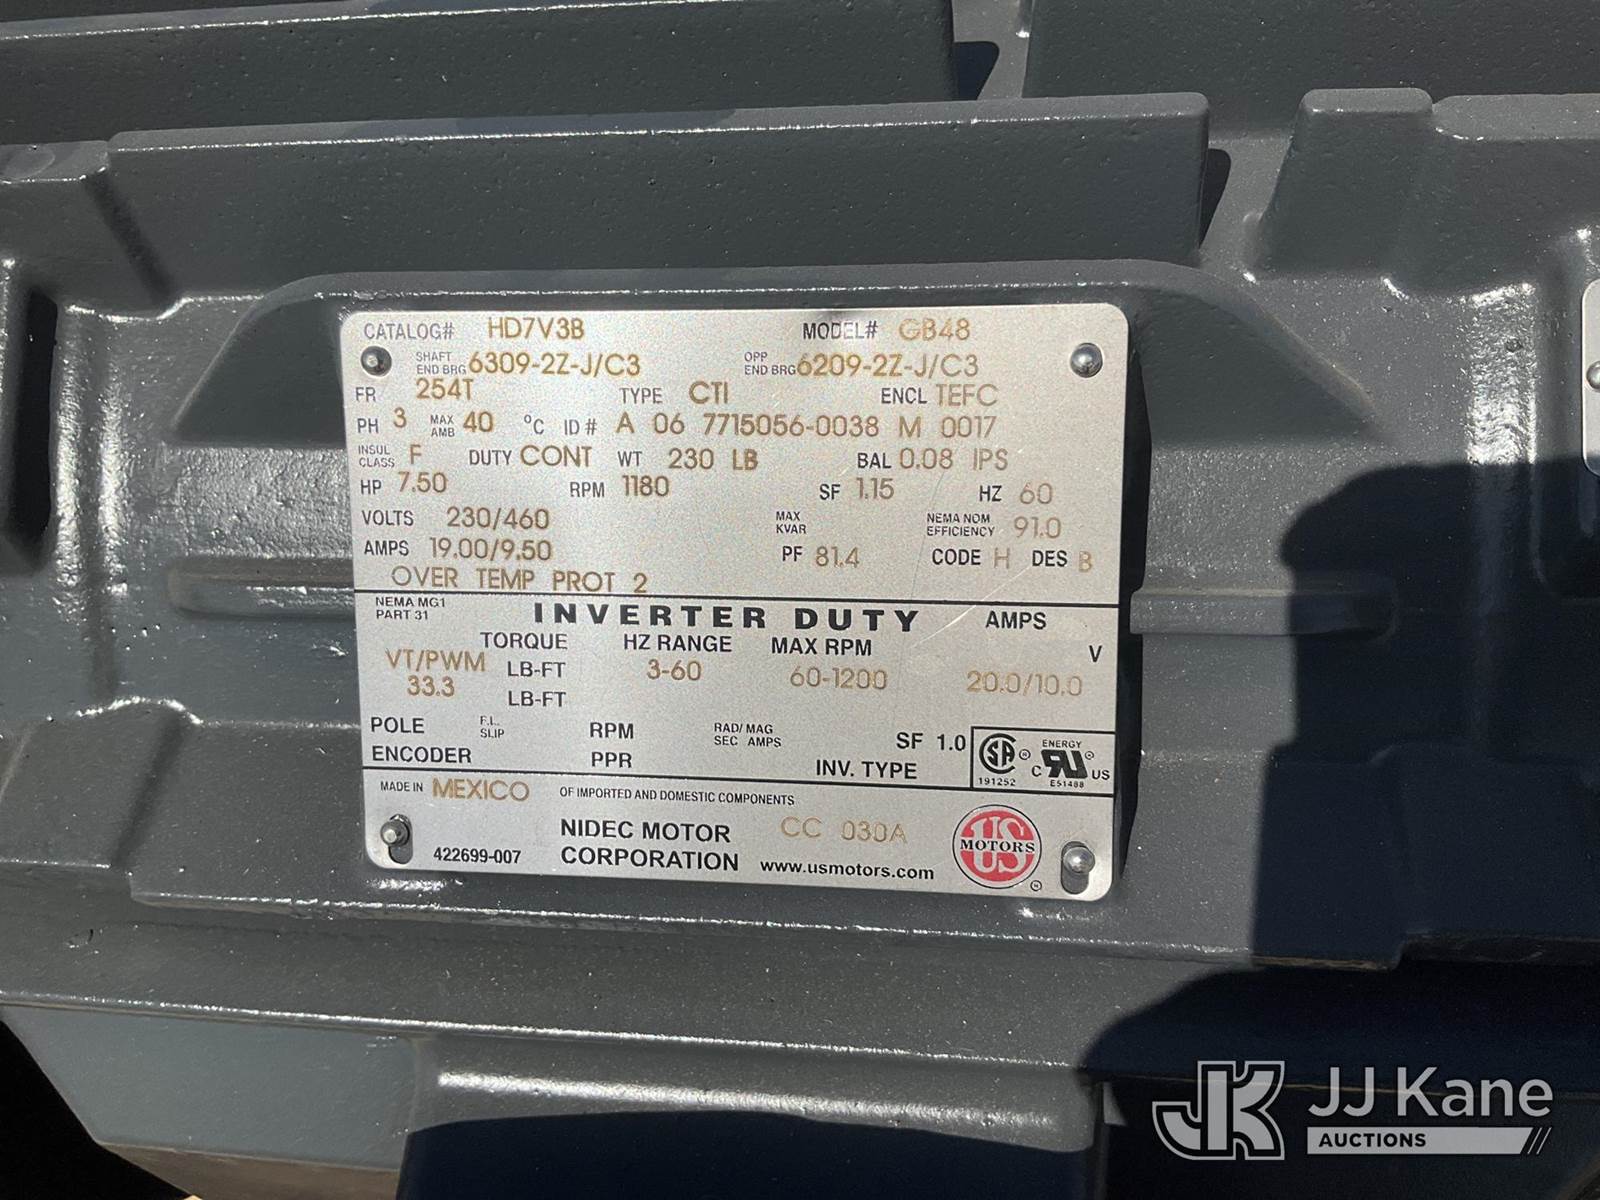 CATALOG# HD7V3B MODEL# GB48
SHAFT END BRG 6309-2Z-J/C3 OPP END BRG 6209-2Z-J/C3
FR 254T TYPE CTI ENCL TEFC
PH 3 MAX AMB 40 °C ID# A 06 7715056-0038 M 0017
INSUL CLASS F DUTY CONT WT 230 LB BAL 0.08 IPS
HP 7.50 RPM 1180 SF 1.15 HZ 60
VOLTS 230/460 MAX KVAR NEMA NOM EFFICIENCY 91.0
AMPS 19.00/9.50 PF 81.4 CODE H DES B
OVER TEMP PROT 2
NEMA MG1 PART 31 INVERTER DUTY AMPS
TORQUE HZ RANGE MAX RPM V
VT/PWM LB-FT 3-60 60-1200 20.0/10.0
33.3 LB-FT
POLE F.L. SLIP RPM RAD/MAG SEC AMPS SF 1.0
ENCODER PPR INV. TYPE
SA ® 191252
ENERGY
C RU ® US
E51488
MADE IN MEXICO OF IMPORTED AND DOMESTIC COMPONENTS
NIDEC MOTOR CC 030A
422699-007 CORPORATION www.usmotors.com
US MOTORS ®
JK JJ Kane
AUCTIONS